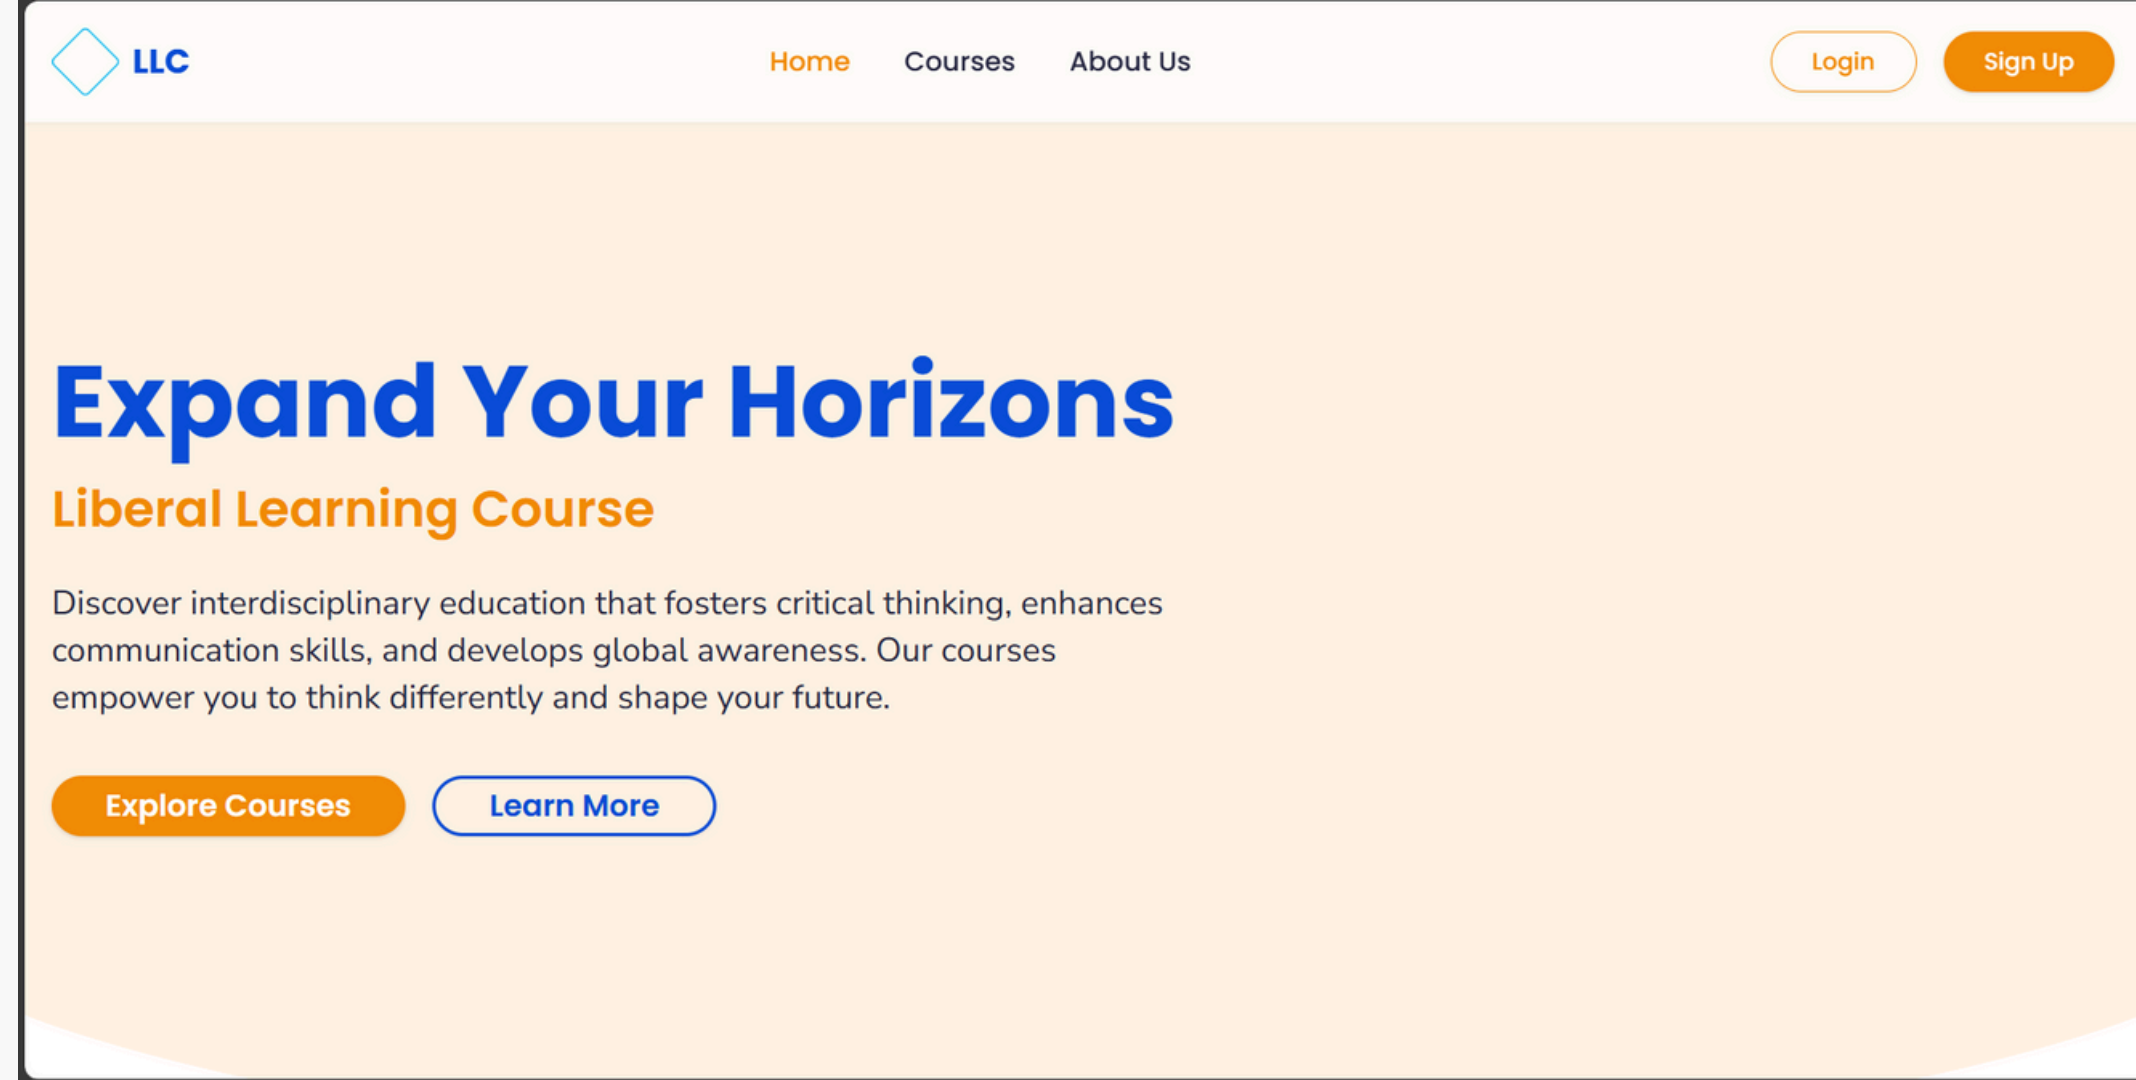 LLC
Home Courses About Us
Login Sign Up
Expand Your Horizons
Liberal Learning Course
Discover interdisciplinary education that fosters critical thinking, enhances
communication skills, and develops global awareness. Our courses
empower you to think differently and shape your future.
Explore Courses Learn More